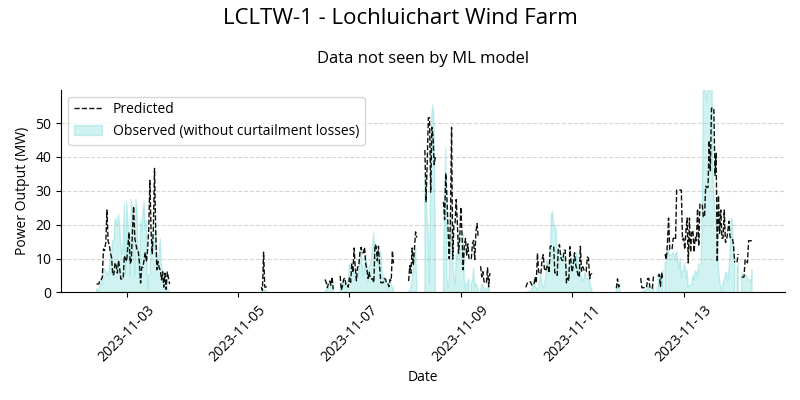 LCLTW-1 - Lochluichart Wind Farm
Data not seen by ML model
Predicted
Observed (without curtailment losses)
Power Output (MW)
50
40
30
20
10
0
2023-11-03
2023-11-05
2023-11-07
2023-11-09
2023-11-11
2023-11-13
Date